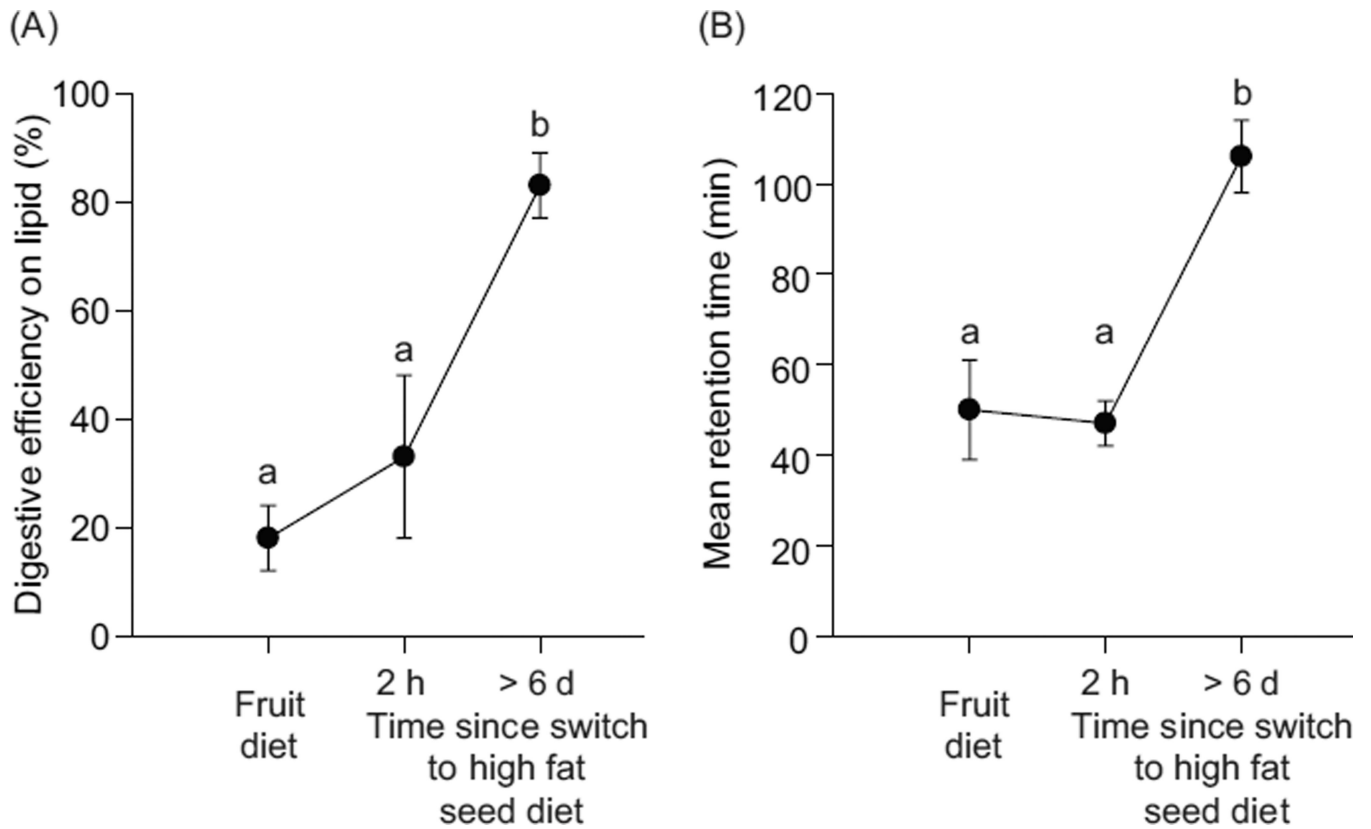 (A)
Digestive efficiency on lipid (%)
100
80
60
40
20
0
a
a
b
Fruit
diet
2 h
> 6 d
Time since switch
to high fat
seed diet
(B)
Mean retention time (min)
120
100
80
60
40
20
0
a
a
b
Fruit
diet
2 h
> 6 d
Time since switch
to high fat
seed diet